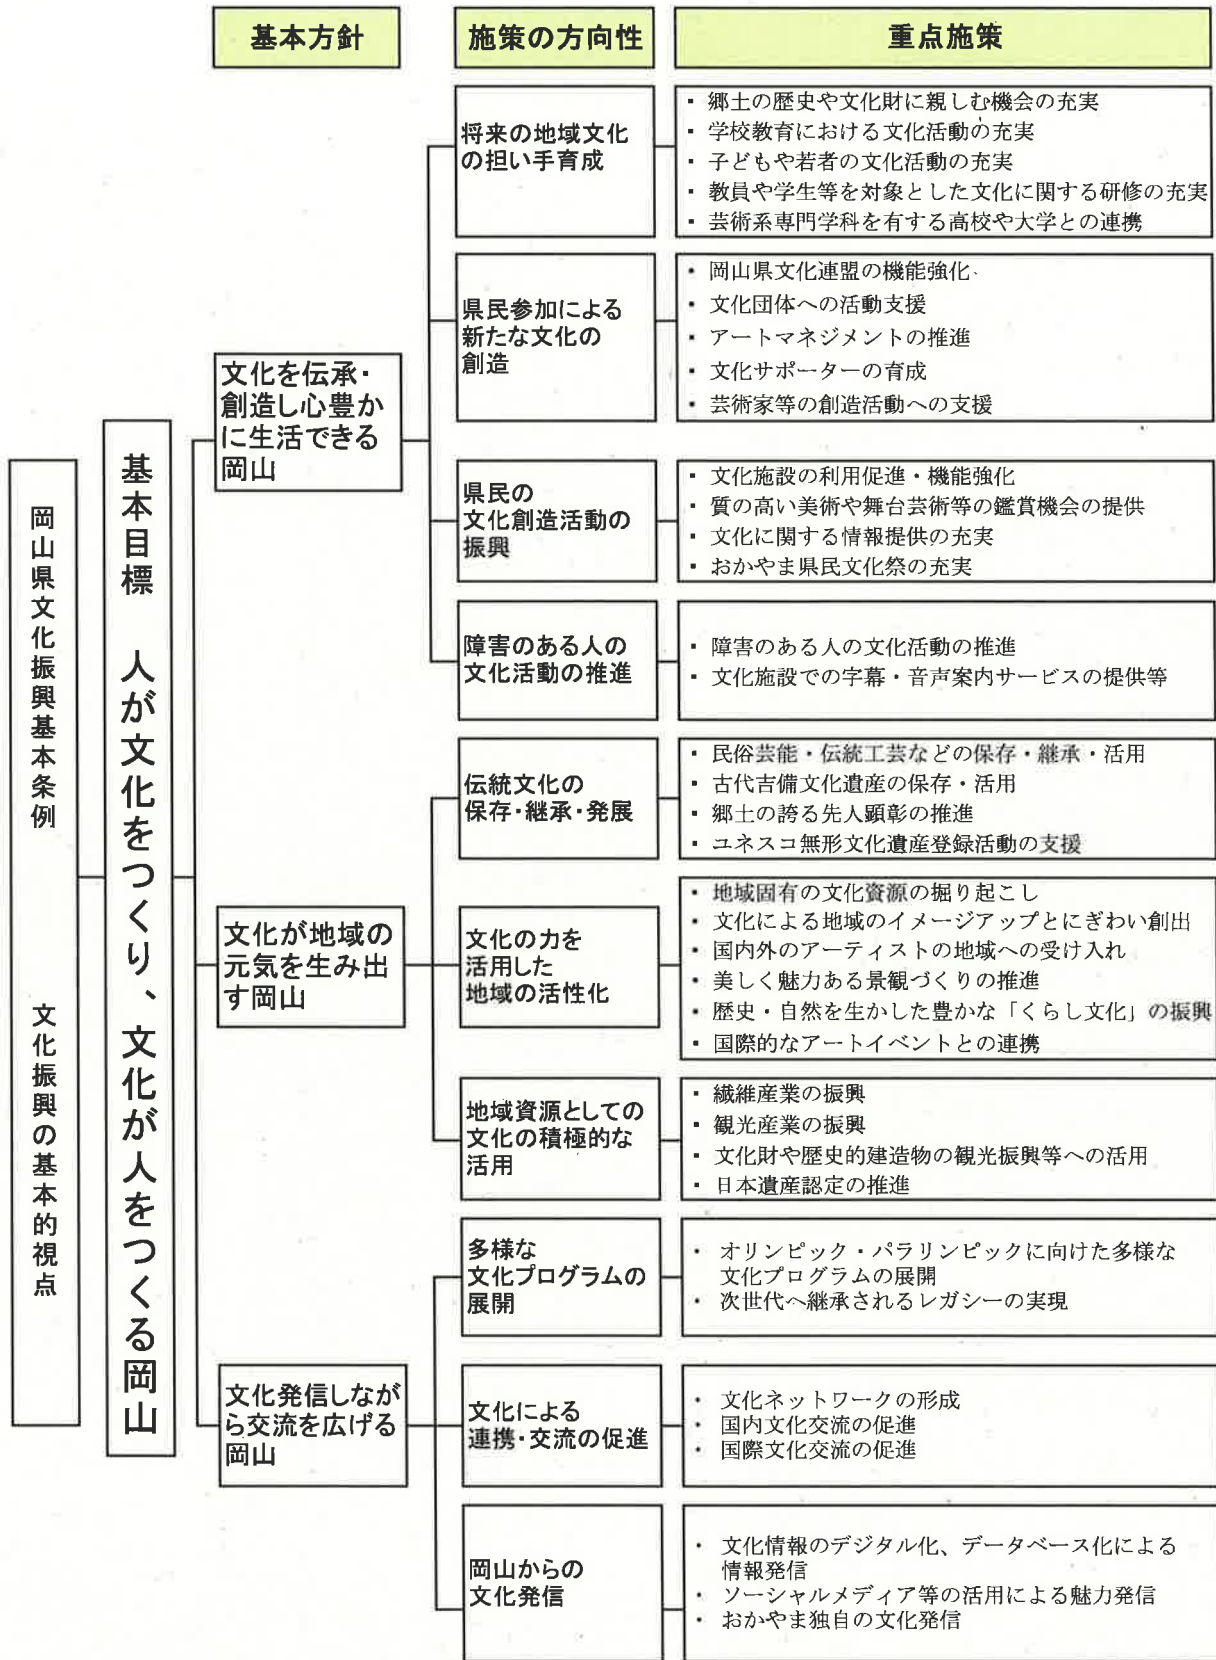 基本方針
施策の方向性
重点施策
岡山県文化振興基本条例
文化振興の基本的視点
基本目標 人が文化をつくり、文化が人をつくる岡山
文化を伝承・
創造し心豊か
に生活できる
岡山
将来の地域文化
の担い手育成
・郷土の歴史や文化財に親しむ機会の充実
・学校教育における文化活動の充実
・子どもや若者の文化活動の充実
・教員や学生等を対象とした文化に関する研修の充実
・芸術系専門学科を有する高校や大学との連携
県民参加による
新たな文化の
創造
・岡山県文化連盟の機能強化
・文化団体への活動支援
・アートマネジメントの推進
・文化サポーターの育成
・芸術家等の創造活動への支援
県民の
文化創造活動の
振興
・文化施設の利用促進・機能強化
・質の高い美術や舞台芸術等の鑑賞機会の提供
・文化に関する情報提供の充実
・おかやま県民文化祭の充実
障害のある人の
文化活動の推進
・障害のある人の文化活動の推進
・文化施設での字幕・音声案内サービスの提供等
文化が地域の
元気を生み出
す岡山
伝統文化の
保存・継承・発展
・民俗芸能・伝統工芸などの保存・継承・活用
・古代吉備文化遺産の保存・活用
・郷土の誇る先人顕彰の推進
・ユネスコ無形文化遺産登録活動の支援
文化の力を
活用した
地域の活性化
・地域固有の文化資源の掘り起こし
・文化による地域のイメージアップとにぎわい創出
・国内外のアーティストの地域への受け入れ
・美しく魅力ある景観づくりの推進
・歴史・自然を生かした豊かな「くらし文化」の振興
・国際的なアートイベントとの連携
地域資源としての
文化の積極的な
活用
・繊維産業の振興
・観光産業の振興
・文化財や歴史的建造物の観光振興等への活用
・日本遺産認定の推進
文化発信しなが
ら交流を広げる
岡山
多様な
文化プログラムの
展開
・オリンピック・パラリンピックに向けた多様な
文化プログラムの展開
・次世代へ継承されるレガシーの実現
文化による
連携・交流の促進
・文化ネットワークの形成
・国内文化交流の促進
・国際文化交流の促進
岡山からの
文化発信
・文化情報のデジタル化、データベース化による
情報発信
・ソーシャルメディア等の活用による魅力発信
・おかやま独自の文化発信